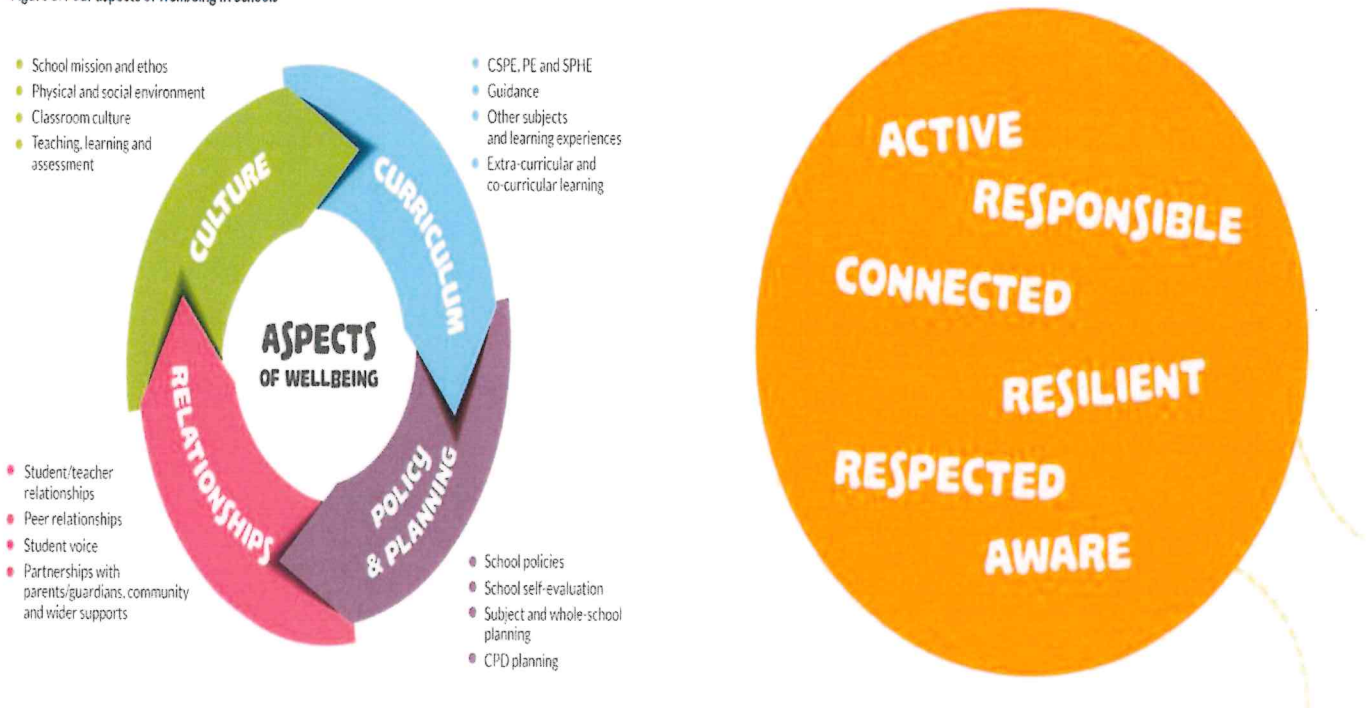 School mission and ethos
Physical and social environment
Classroom culture
Teaching, learning and
assessment
CSPE, PE and SPHE
Guidance
Other subjects
and learning experiences
Extra-curricular and
co-curricular learning
CULTURE
CURRICULUM
ASPECTS
OF WELLBEING
RELATIONSHIPS
POLICY
& PLANNING
Student/teacher
relationships
Peer relationships
Student voice
Partnerships with
parents/guardians, community
and wider supports
School policies
School self-evaluation
Subject and whole-school
planning
CPD planning
ACTIVE
RESPONSIBLE
CONNECTED
RESILIENT
RESPECTED
AWARE